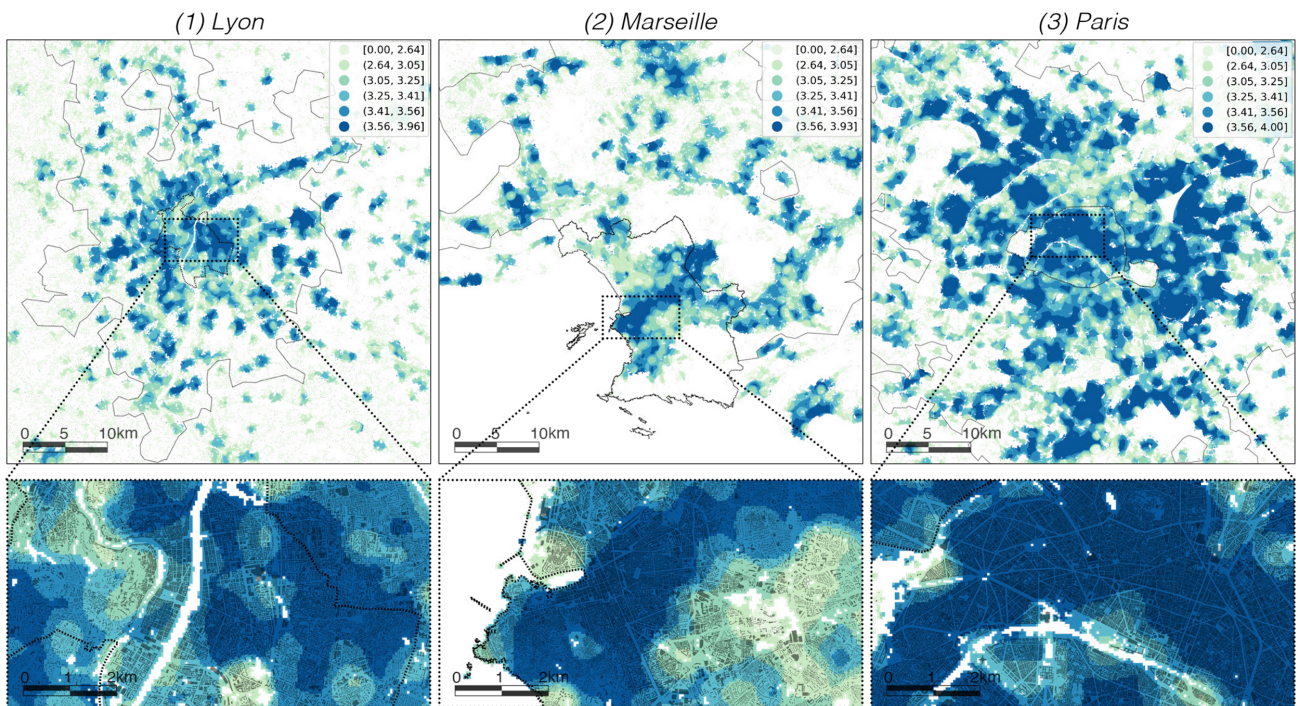 (1) Lyon
[0.00, 2.64]
(2.64, 3.05]
(3.05, 3.25]
(3.25, 3.41]
(3.41, 3.56]
(3.56, 3.96]
0 5 10km
(2) Marseille
[0.00, 2.64]
(2.64, 3.05]
(3.05, 3.25]
(3.25, 3.41]
(3.41, 3.56]
(3.56, 3.93]
0 5 10km
(3) Paris
[0.00, 2.64]
(2.64, 3.05]
(3.05, 3.25]
(3.25, 3.41]
(3.41, 3.56]
(3.56, 4.00]
0 5 10km
0 1 2km
0 1 2km
0 1 2km